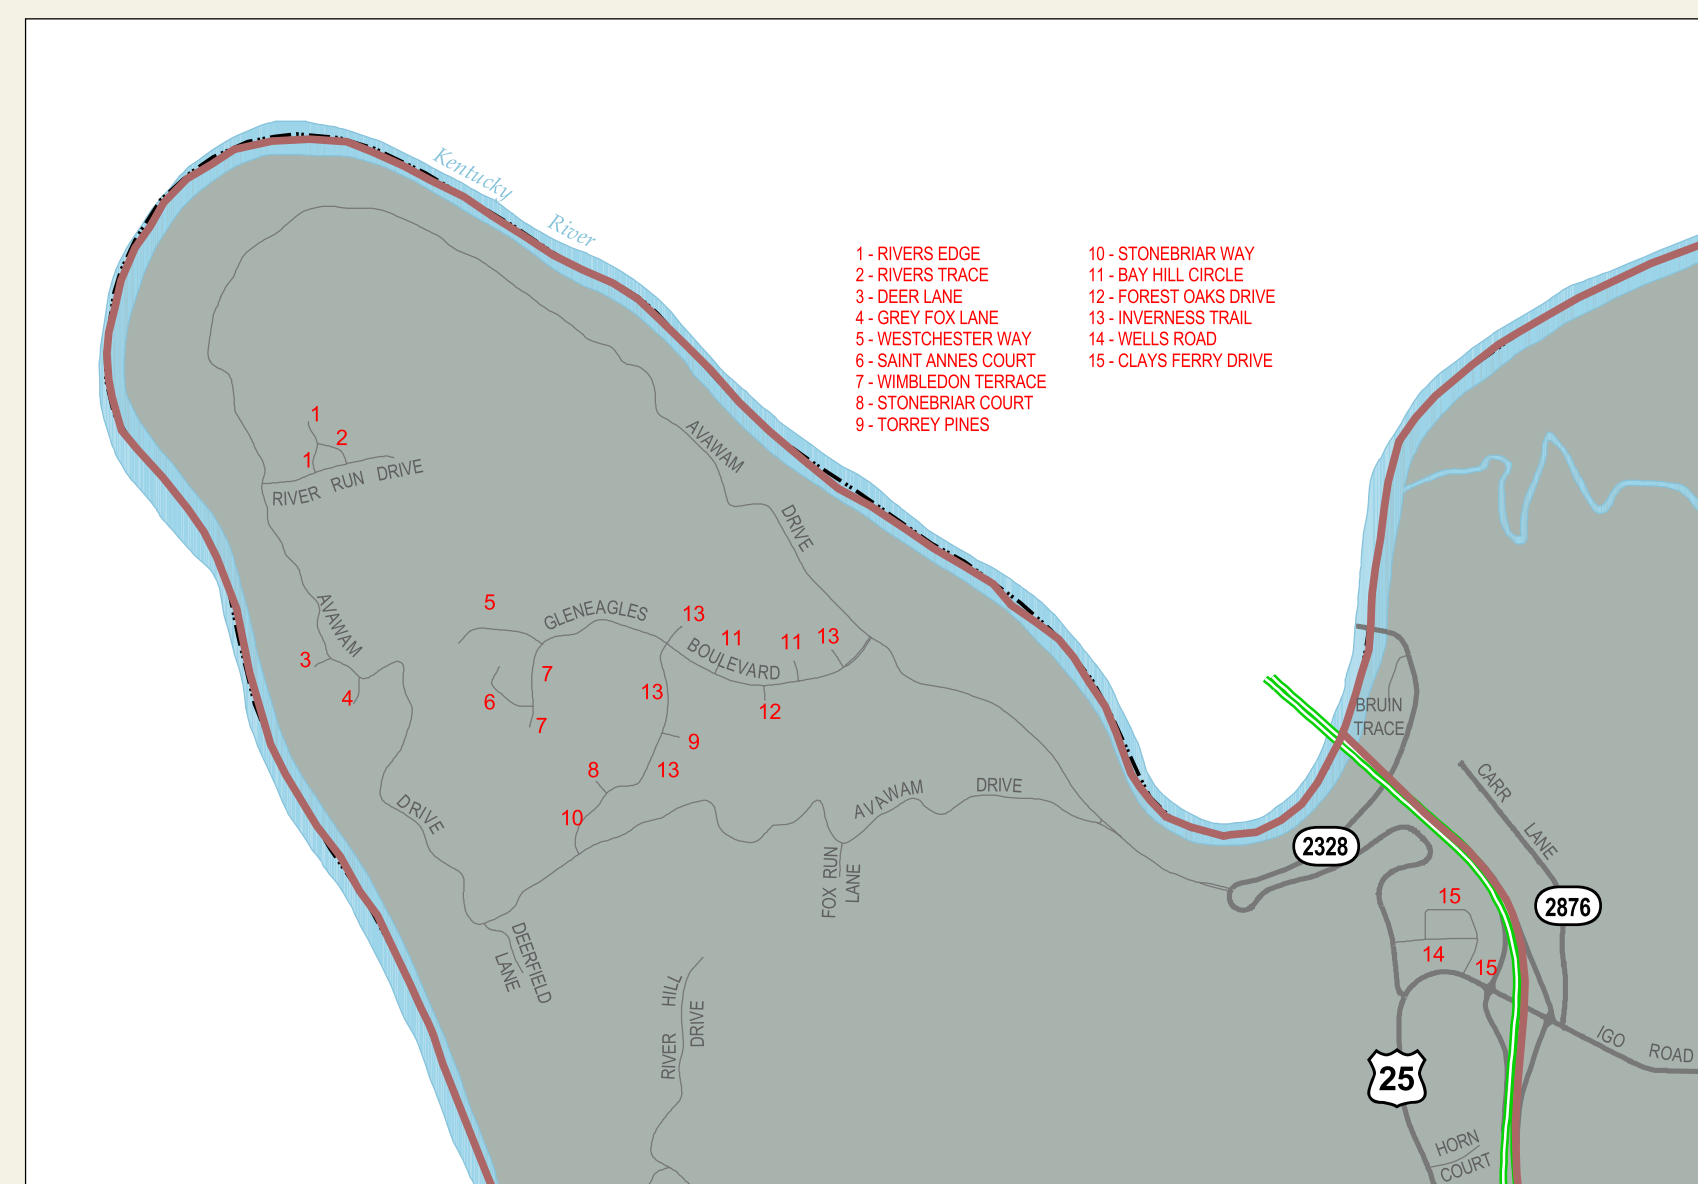 Kentucky
River
1 - RIVERS EDGE
2 - RIVERS TRACE
3 - DEER LANE
4 - GREY FOX LANE
5 - WESTCHESTER WAY
6 - SAINT ANNES COURT
7 - WIMBLEDON TERRACE
8 - STONEBRIAR COURT
9 - TORREY PINES
10 - STONEBRIAR WAY
11 - BAY HILL CIRCLE
12 - FOREST OAKS DRIVE
13 - INVERNESS TRAIL
14 - WELLS ROAD
15 - CLAYS FERRY DRIVE
1
2
1
RIVER RUN DRIVE
AVAWAM
DRIVE
AVAWAM
DRIVE
3
4
5
GLENEAGLES
BOULEVARD
13
11
11
13
7
6
7
13
12
9
13
8
10
AVAWAM DRIVE
FOX RUN
LANE
DEERFIELD
LANE
RIVER HILL
DRIVE
BRUIN
TRACE
CARR
LANE
2328
2876
15
14
15
IGO ROAD
25
HORN
COURT